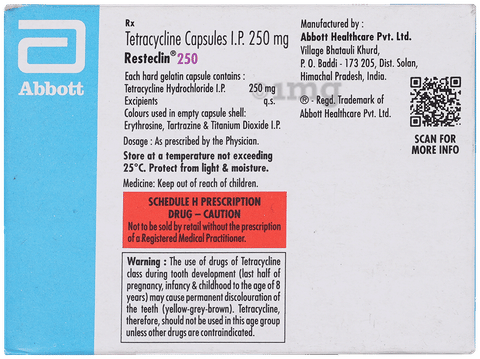 Abbott
Rx
Tetracycline Capsules I.P. 250 mg
Resteclin® 250
Each hard gelatin capsule contains :
Tetracycline Hydrochloride I.P. 250 mg
Excipients q.s.
Colours used in empty capsule shell:
Erythrosine, Tartrazine & Titanium Dioxide I.P.
Dosage : As prescribed by the Physician.
Store at a temperature not exceeding
25°C. Protect from light & moisture.
Medicine: Keep out of reach of children.
SCHEDULE H PRESCRIPTION
DRUG – CAUTION
Not to be sold by retail without the prescription
of a Registered Medical Practitioner.
Warning : The use of drugs of Tetracycline
class during tooth development (last half of
pregnancy, infancy & childhood to the age of 8
years) may cause permanent discolouration of
the teeth (yellow-grey-brown). Tetracycline,
therefore, should not be used in this age group
unless other drugs are contraindicated.
Manufactured by :
Abbott Healthcare Pvt. Ltd.
Village Bhatauli Khurd,
P. O. Baddi - 173 205, Dist. Solan,
Himachal Pradesh, India.
® - Regd. Trademark of
Abbott Healthcare Pvt. Ltd.
SCAN FOR
MORE INFO
1mg